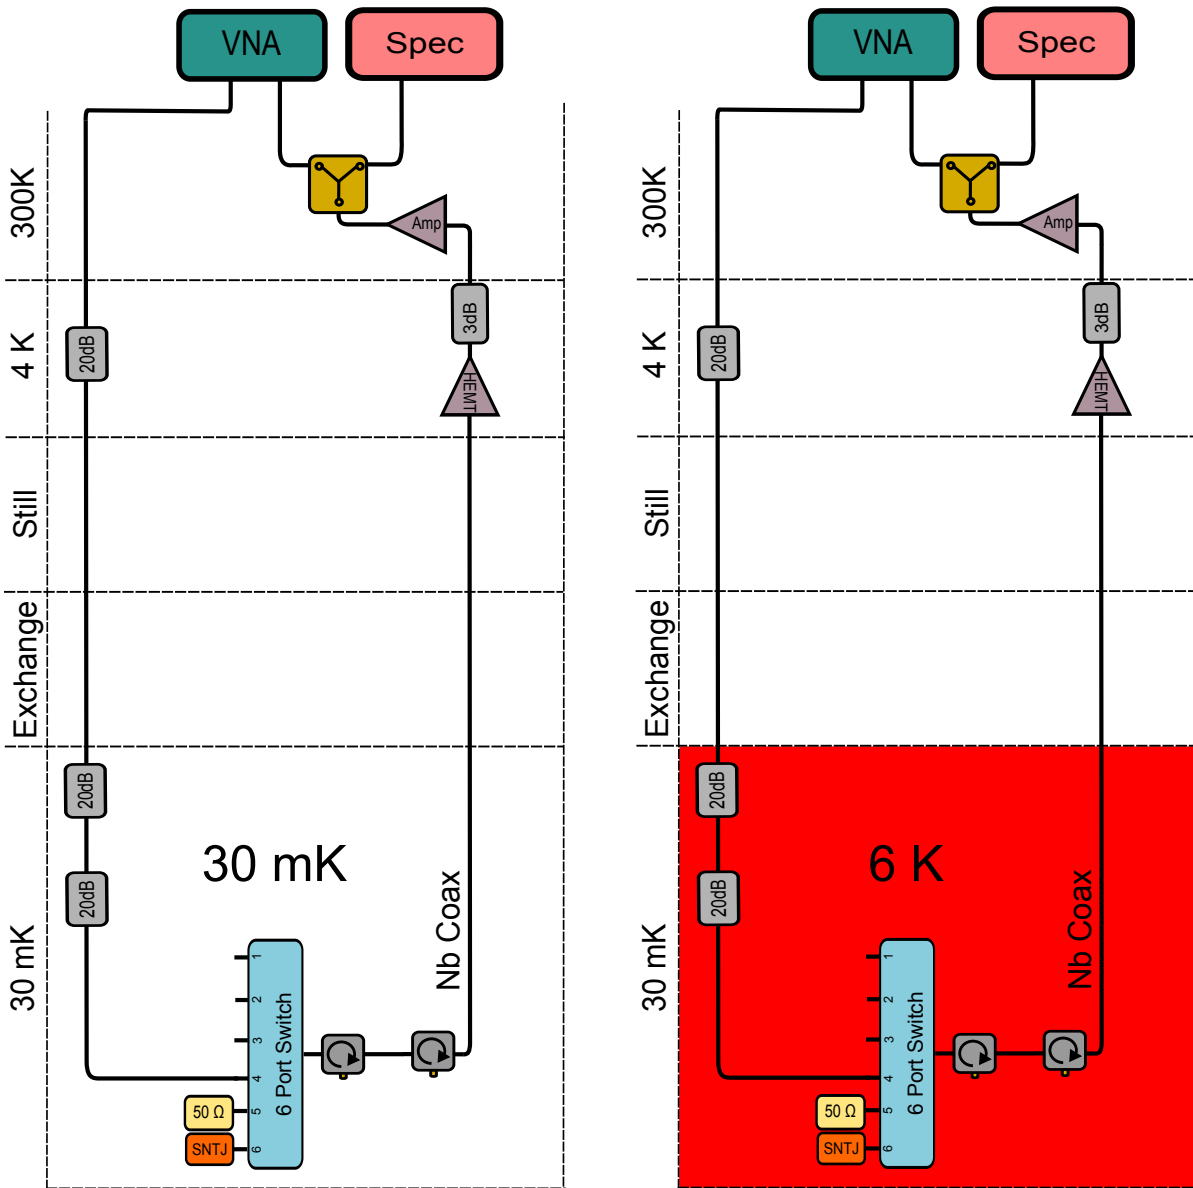 VNA
Spec
300K
Amp
4 K
20dB
3dB
HEMT
Still
Exchange
30 mK
20dB
20dB
30 mK
Nb Coax
6 Port Switch
1
2
3
4
5
6
50 Ω
SNTJ
VNA
Spec
300K
Amp
4 K
20dB
3dB
HEMT
Still
Exchange
30 mK
20dB
20dB
6 K
Nb Coax
6 Port Switch
1
2
3
4
5
6
50 Ω
SNTJ